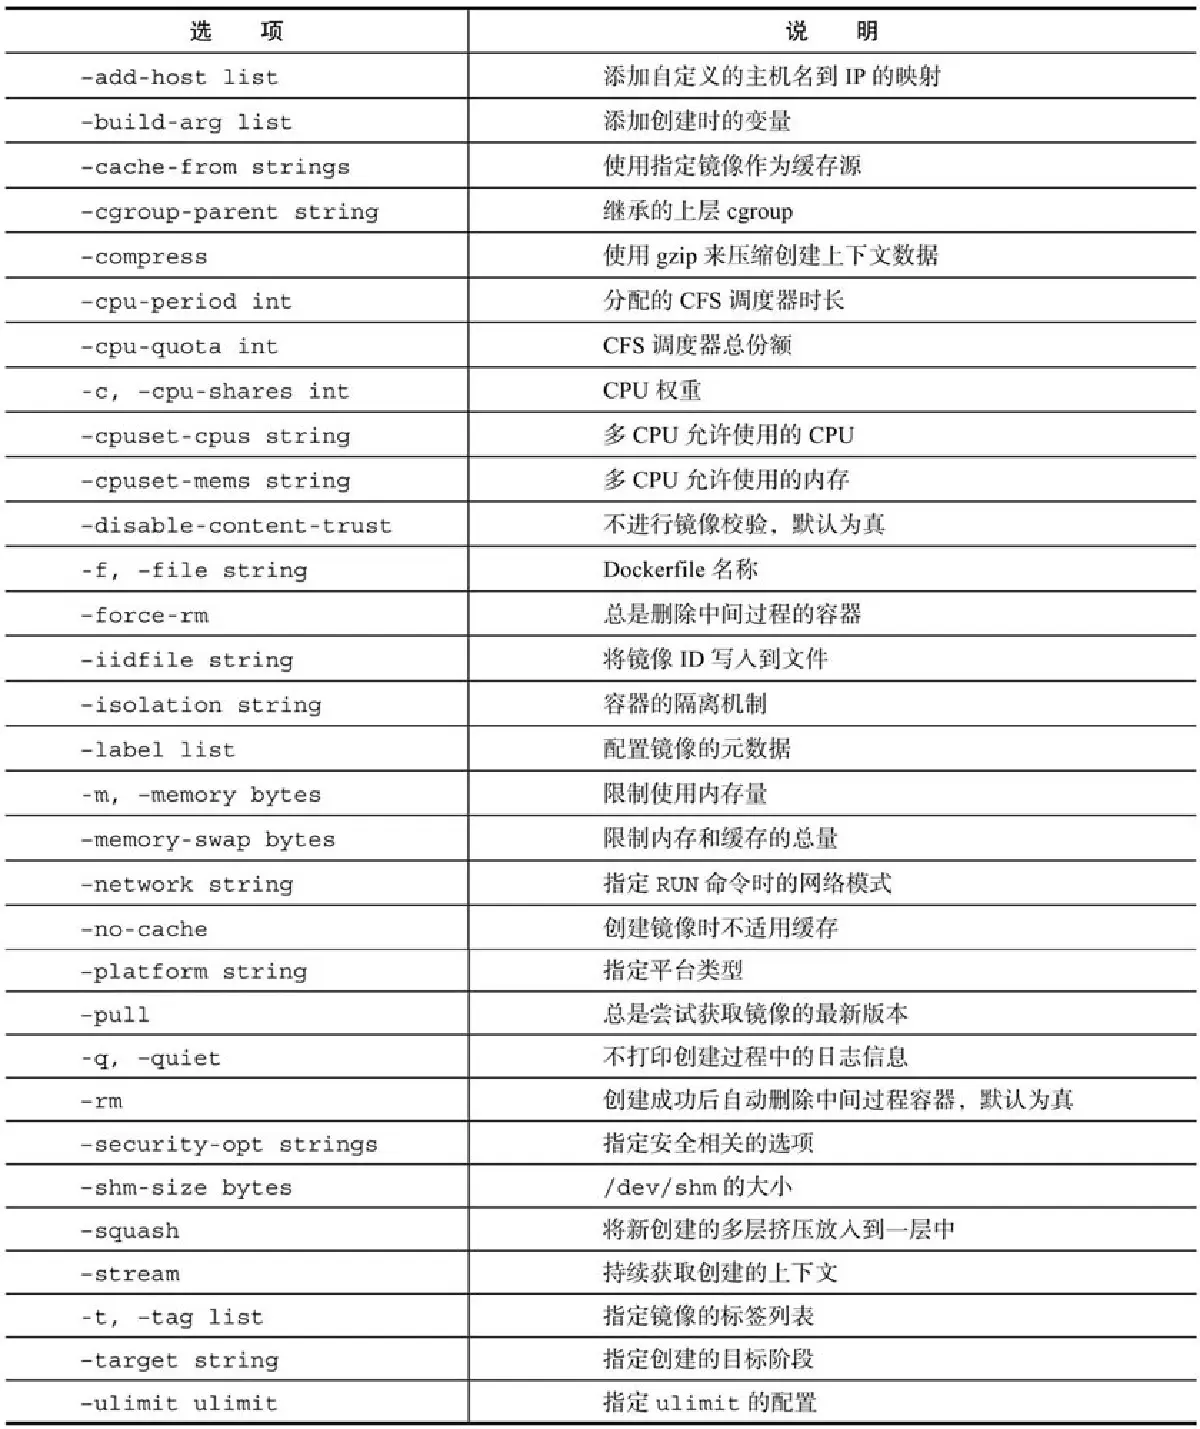 选 项 说 明
–add-host list 添加自定义的主机名到 IP 的映射
–build-arg list 添加创建时的变量
–cache-from strings 使用指定镜像作为缓存源
–cgroup-parent string 继承的上层 cgroup
–compress 使用 gzip 来压缩创建上下文数据
–cpu-period int 分配的 CFS 调度器时长
–cpu-quota int CFS 调度器总份额
-c, –cpu-shares int CPU 权重
–cpuset-cpus string 多 CPU 允许使用的 CPU
–cpuset-mems string 多 CPU 允许使用的内存
–disable-content-trust 不进行镜像校验，默认为真
-f, –file string Dockerfile 名称
–force-rm 总是删除中间过程的容器
–iidfile string 将镜像 ID 写入到文件
–isolation string 容器的隔离机制
–label list 配置镜像的元数据
-m, –memory bytes 限制使用内存量
–memory-swap bytes 限制内存和缓存的总量
–network string 指定 RUN 命令时的网络模式
–no-cache 创建镜像时不适用缓存
–platform string 指定平台类型
–pull 总是尝试获取镜像的最新版本
-q, –quiet 不打印创建过程中的日志信息
–rm 创建成功后自动删除中间过程容器，默认为真
–security-opt strings 指定安全相关的选项
–shm-size bytes /dev/shm 的大小
–squash 将新创建的多层挤压放入到一层中
–stream 持续获取创建的上下文
-t, –tag list 指定镜像的标签列表
–target string 指定创建的目标阶段
–ulimit ulimit 指定 ulimit 的配置